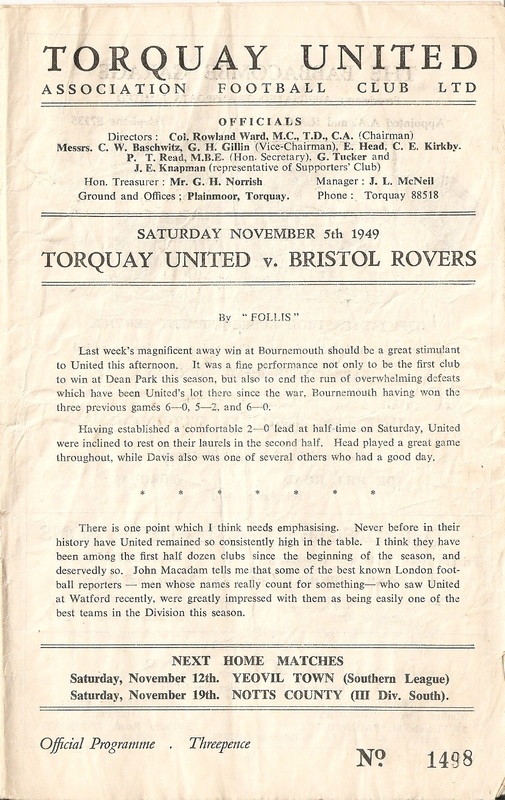 TORQUAY UNITED
ASSOCIATION FOOTBALL CLUB LTD
OFFICIALS
Directors : Col. Rowland Ward, M.C., T.D., C.A. (Chairman)
Messrs. C. W. Baschwitz, G. H. Gillin (Vice-Chairman), E. Head, C. E. Kirkby.
P. T. Read, M.B.E. (Hon. Secretary), G. Tucker and
J. E. Knapman (representative of Supporters' Club)
Hon. Treasurer : Mr. G. H. Norrish Manager : J. L. McNeil
Ground and Offices ; Plainmoor, Torquay. Phone : Torquay 88518
SATURDAY NOVEMBER 5th 1949
TORQUAY UNITED v. BRISTOL ROVERS
By " FOLLIS "
Last week's magnificent away win at Bournemouth should be a great stimulant
to United this afternoon. It was a fine performance not only to be the first club
to win at Dean Park this season, but also to end the run of overwhelming defeats
which have been United's lot there since the war, Bournemouth having won the
three previous games 6—0, 5—2, and 6—0.
Having established a comfortable 2—0 lead at half-time on Saturday, United
were inclined to rest on their laurels in the second half. Head played a great game
throughout, while Davis also was one of several others who had a good day.
* * * * * * *
There is one point which I think needs emphasising. Never before in their
history have United remained so consistently high in the table. I think they have
been among the first half dozen clubs since the beginning of the season, and
deservedly so. John Macadam tells me that some of the best known London foot-
ball reporters — men whose names really count for something— who saw United
at Watford recently, were greatly impressed with them as being easily one of the
best teams in the Division this season.
NEXT HOME MATCHES
Saturday, November 12th. YEOVIL TOWN (Southern League)
Saturday, November 19th. NOTTS COUNTY (III Div. South).
Official Programme . Threepence
Nº 1498